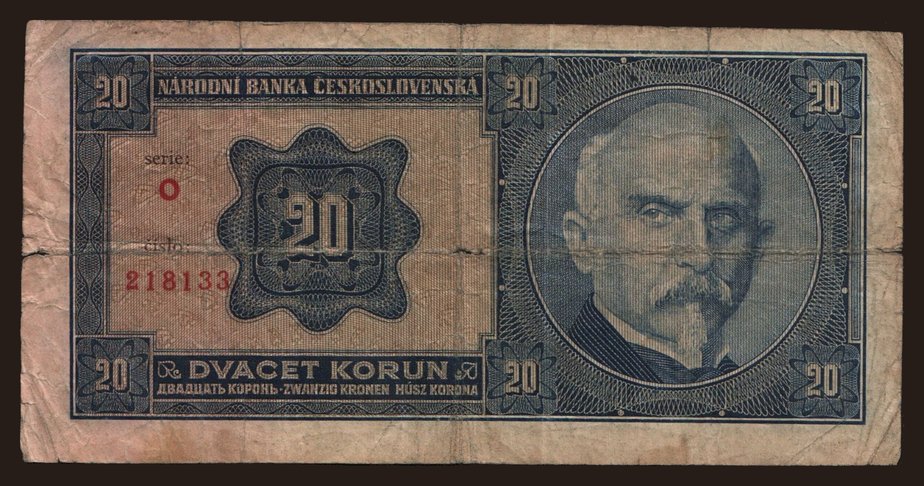 20 NÁRODNÍ BANKA ČESKOSLOVENSKÁ 20 20
serie:
O
20
číslo:
218133
20 DVACET KORUN 20 20
ДВАДЦАТЬ КОРОНЬ-ZWANZIG KRONEN HÚSZ KORONA